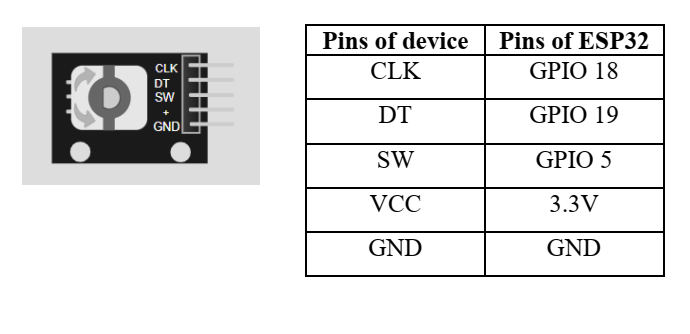 CLK
DT
SW
+
GND
Pins of device Pins of ESP32
CLK GPIO 18
DT GPIO 19
SW GPIO 5
VCC 3.3V
GND GND